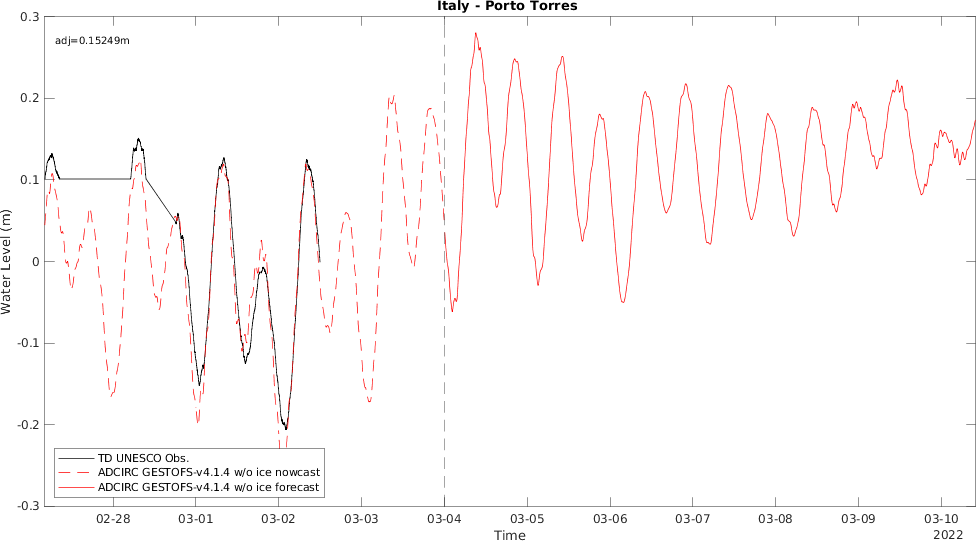 Italy - Porto Torres
adj=0.15249m
0.3
0.2
0.1
0
-0.1
-0.2
-0.3
Water Level (m)
TD UNESCO Obs.
ADCIRC GESTOFS-v4.1.4 w/o ice nowcast
ADCIRC GESTOFS-v4.1.4 w/o ice forecast
02-28 03-01 03-02 03-03 03-04 03-05 03-06 03-07 03-08 03-09 03-10
Time
2022